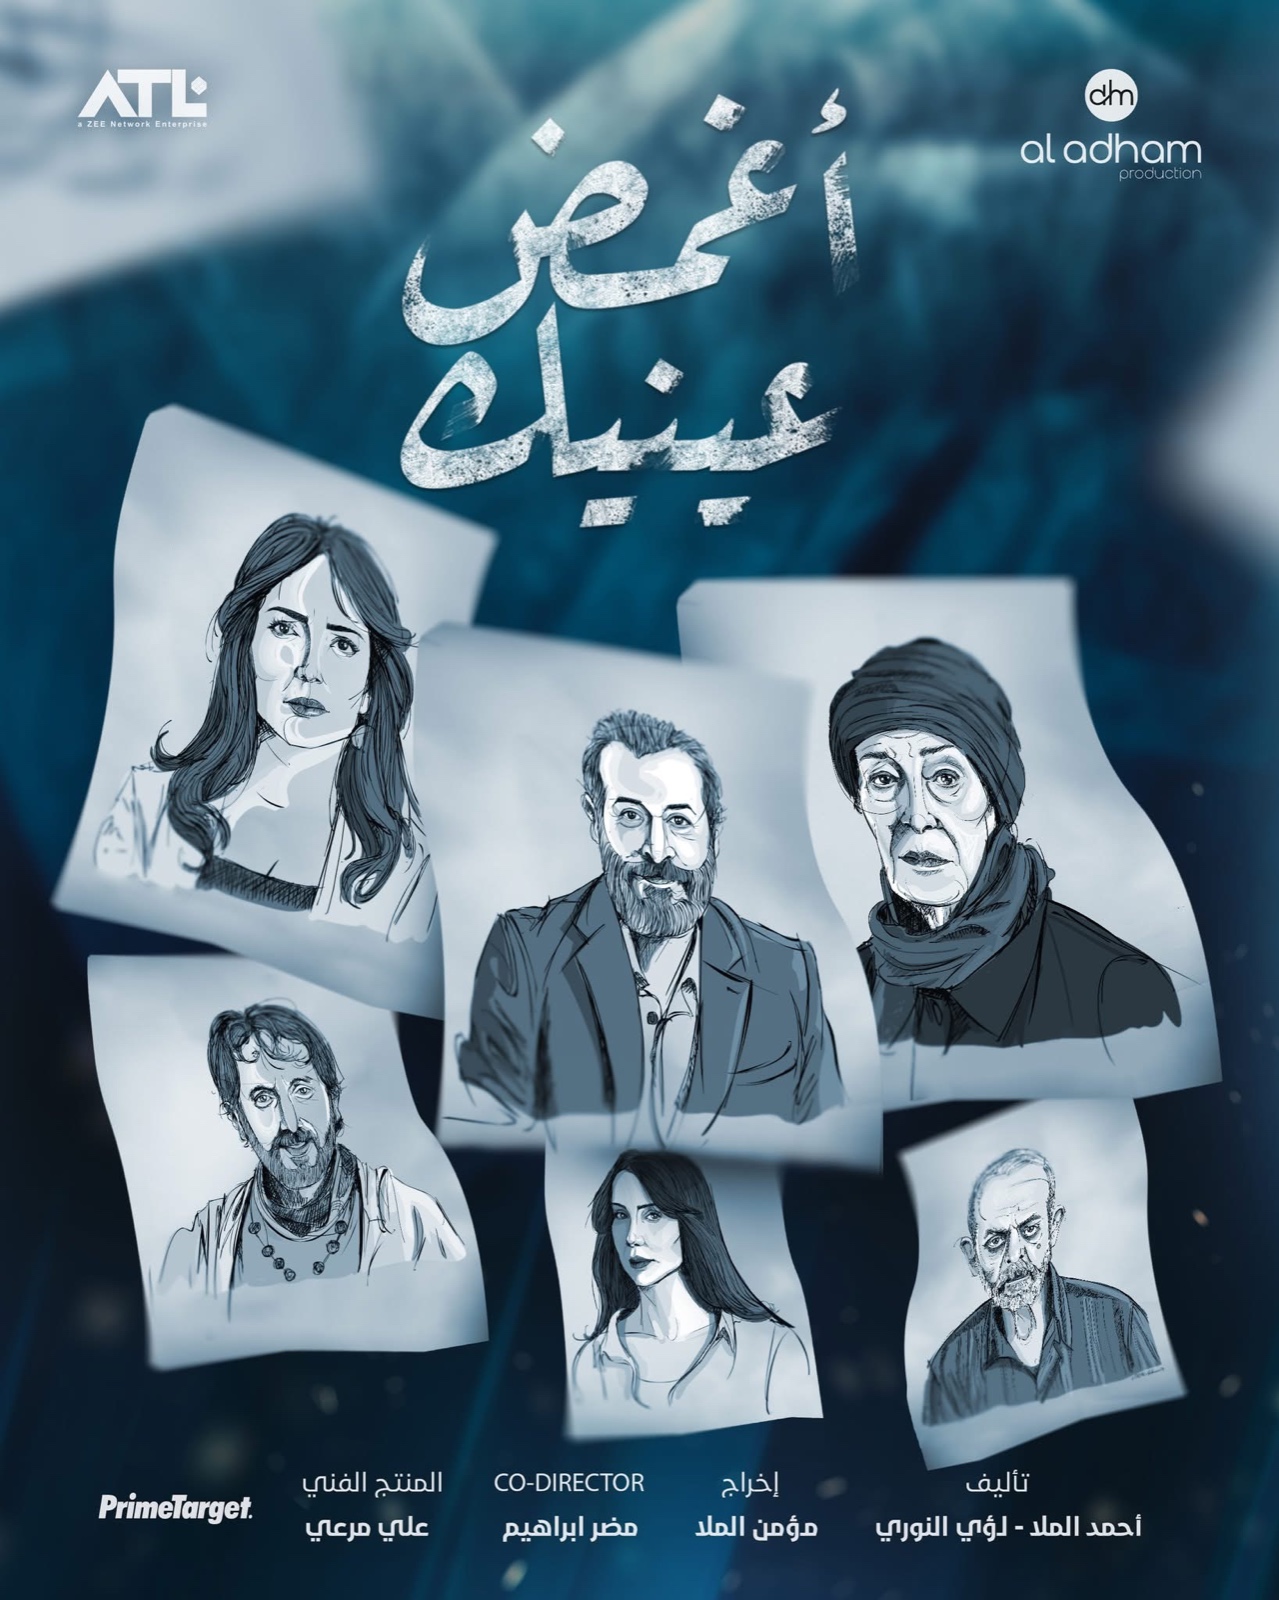 ATL
a ZEE Network Enterprise
dm
al adham
production
أغمض
عينيك
تأليف
أحمد الملا - لؤي النوري
إخراج
مؤمن الملا
CO-DIRECTOR
مضر ابراهيم
المنتج الفني
علي مرعي
PrimeTarget.